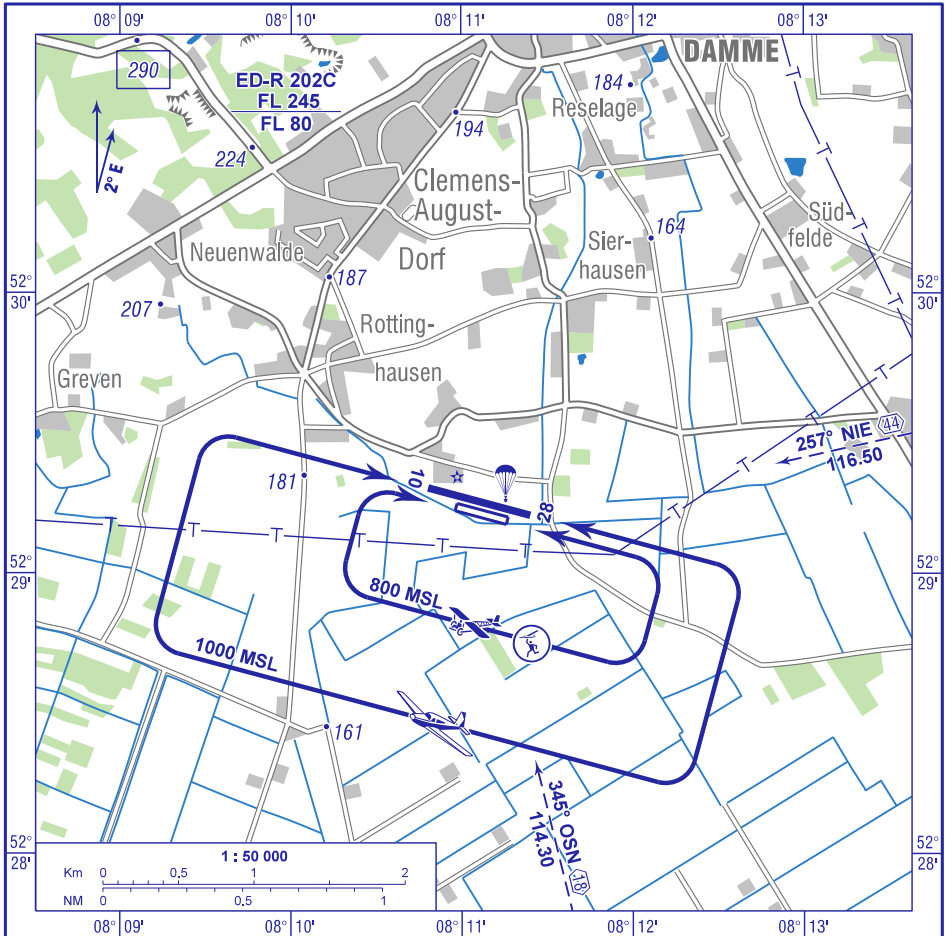 08° 09'
08° 10'
08° 11'
08° 12'
08° 13'
DAMME
290
ED-R 202C
FL 245
FL 80
184
Reselage
194
224
2° E
Clemens-
August-
Dorf
Süd-
felde
164
Sier-
hausen
Neuenwalde
187
52°
30'
52°
30'
207
Rotting-
hausen
Greven
44
257° NIE
116.50
181
10
28
T
T
T
T
T
T
T
T
T
T
52°
29'
52°
29'
800 MSL
1000 MSL
161
345° OSN
114.30
18
52°
28'
52°
28'
1 : 50 000
Km 0 0.5 1 2
NM 0 0.5 1
08° 09'
08° 10'
08° 11'
08° 12'
08° 13'